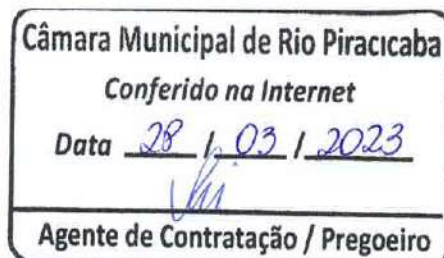 Câmara Municipal de Rio Piracicaba
Conferido na Internet
Data 28 / 03 / 2023
Agente de Contratação / Pregoeiro